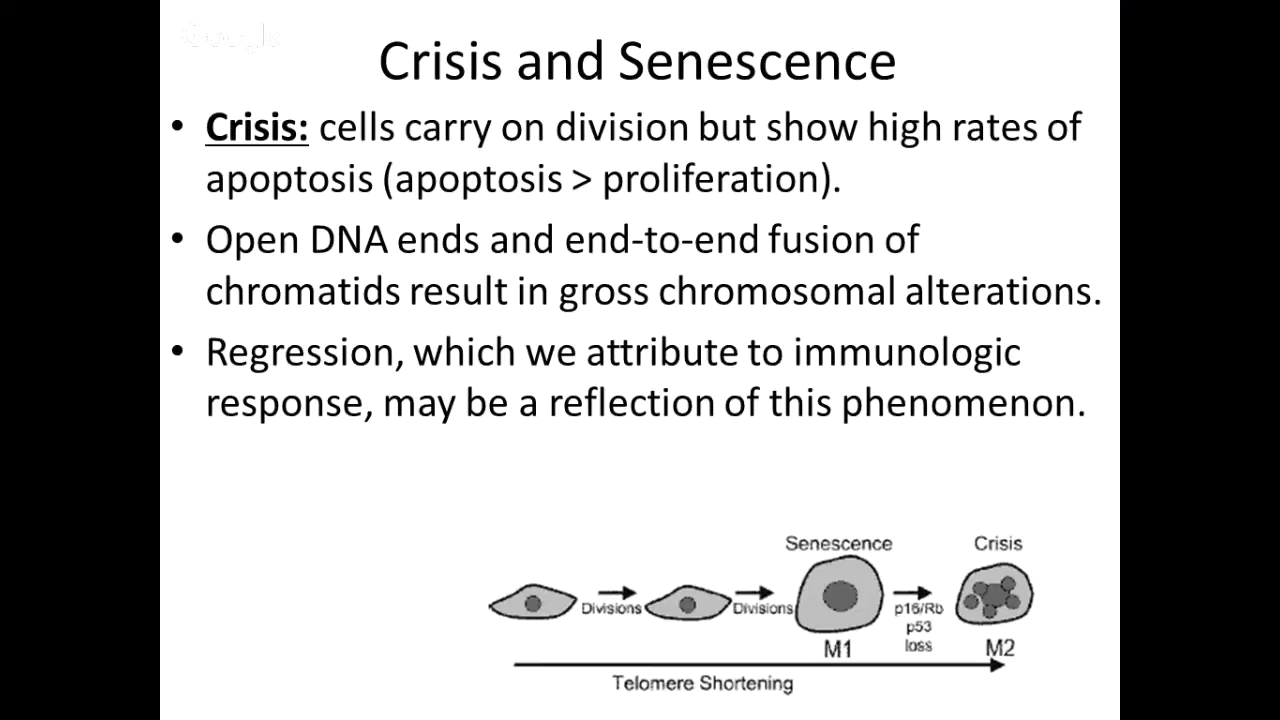 Google
Crisis and Senescence
• Crisis: cells carry on division but show high rates of
apoptosis (apoptosis > proliferation).
• Open DNA ends and end-to-end fusion of
chromatids result in gross chromosomal alterations.
• Regression, which we attribute to immunologic
response, may be a reflection of this phenomenon.
Senescence
Crisis
Divisions
Divisions
p16/Rb
p53
loss
M1
M2
Telomere Shortening